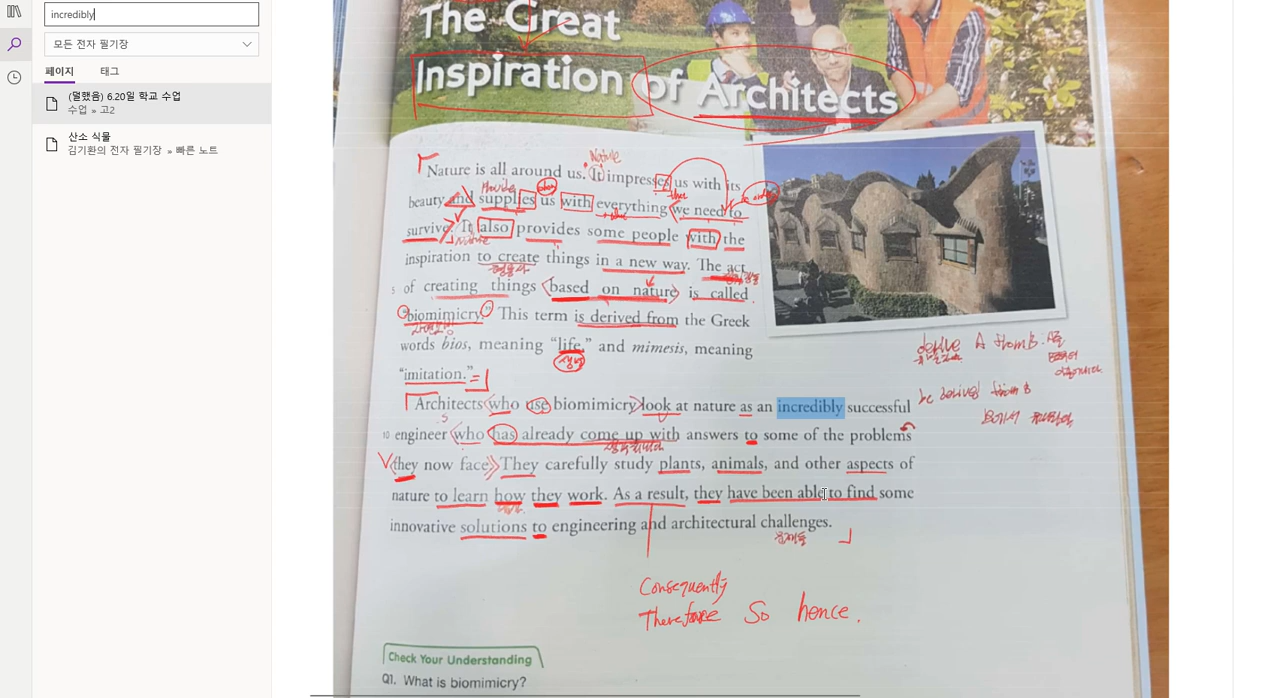 incredibly
모든 전자 필기장
페이지 태그
(덜했음) 6.20일 학교 수업
수업 » 고2
산소 식물
김기환의 전자 필기장 » 빠른 노트
The Great
Inspiration of Architects
Nature
Nature is all around us. It impresses us with its
beauty and supplies us with everything we need to
survive. It also provides some people with the
Nature
inspiration to create things in a new way. The act
형용사
5 of creating things based on nature is called
"biomimicry." This term is derived from the Greek
words bios, meaning "life," and mimesis, meaning
생명
"imitation."
Architects who use biomimicry look at nature as an incredibly successful
10 engineer who has already come up with answers to some of the problems
they now face. They carefully study plants, animals, and other aspects of
nature to learn how they work. As a result, they have been able to find some
innovative solutions to engineering and architectural challenges.
derive A from B
be derived from B
Consequently
Therefore So hence.
Check Your Understanding
Q1. What is biomimicry?